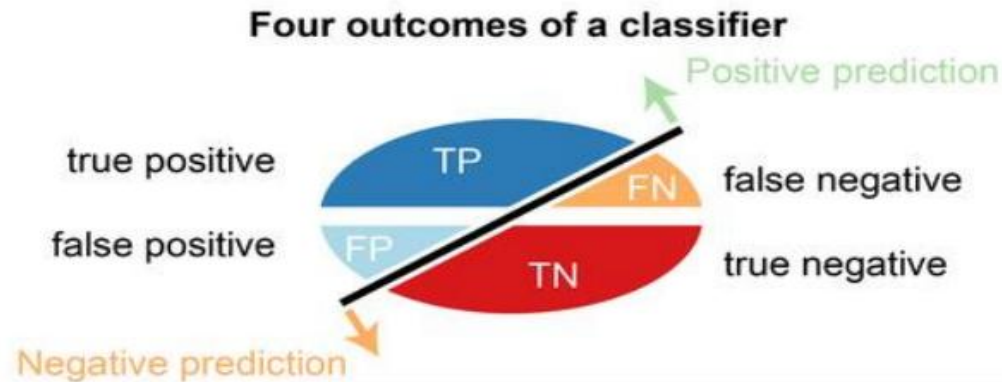 Four outcomes of a classifier
Positive prediction
true positive
TP
FN
false negative
false positive
FP
TN
true negative
Negative prediction